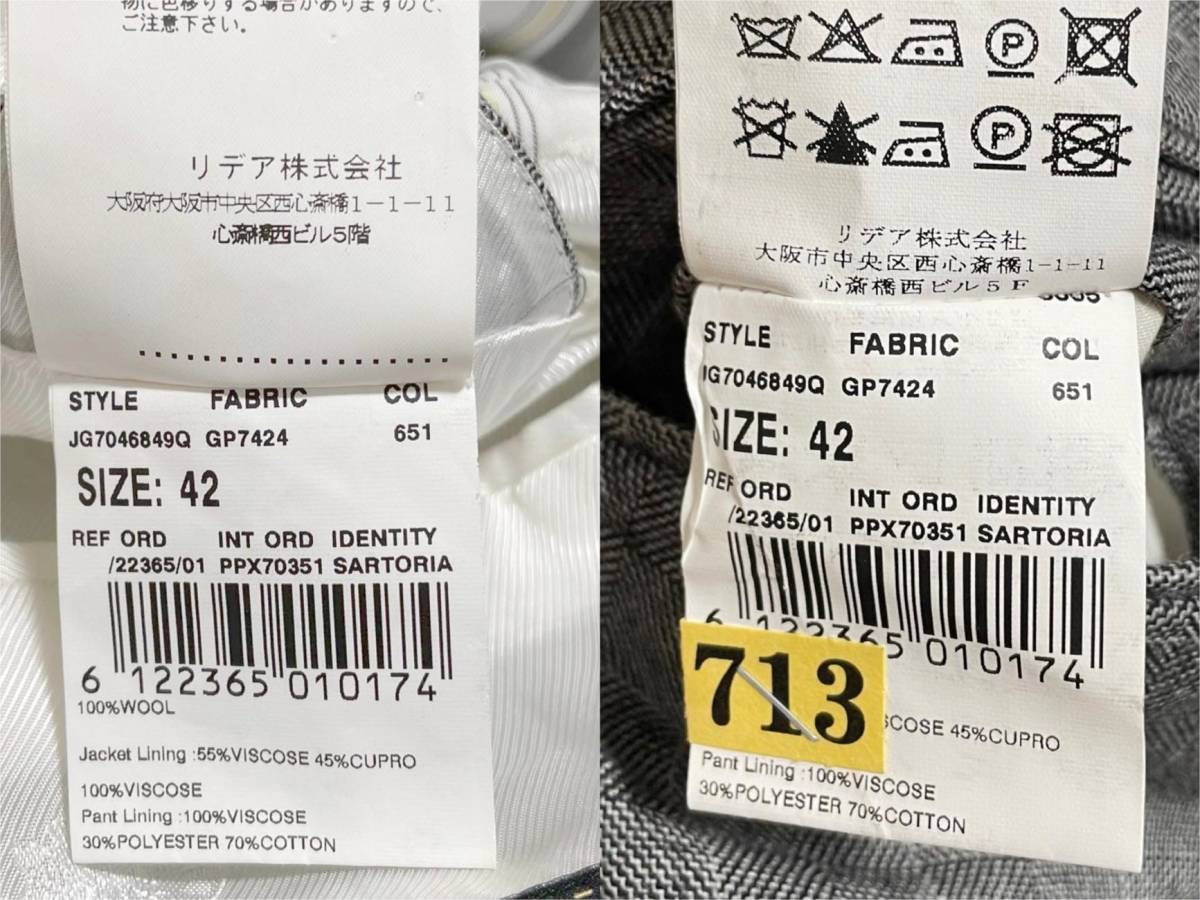 物に色移りする場合がありますので、
ご注意下さい。
リデア株式会社
大阪府大阪市中央区西心斎橋1-1-11
心斎橋西ビル5階
STYLE FABRIC COL
JG7046849Q GP7424 651
SIZE: 42
REF ORD INT ORD IDENTITY
/22365/01 PPX70351 SARTORIA
6 122365 010174
100%WOOL
Jacket Lining :55%VISCOSE 45%CUPRO
100%VISCOSE
Pant Lining :100%VISCOSE
30%POLYESTER 70%COTTON
P
P
リデア株式会社
大阪市中央区西心斎橋1-1-11
心斎橋西ビル5F
STYLE FABRIC COL
JG7046849Q GP7424 651
SIZE: 42
REF ORD INT ORD IDENTITY
/22365/01 PPX70351 SARTORIA
6 122365 010174
713
VISCOSE 45%CUPRO
Pant Lining :100%VISCOSE
30%POLYESTER 70%COTTON